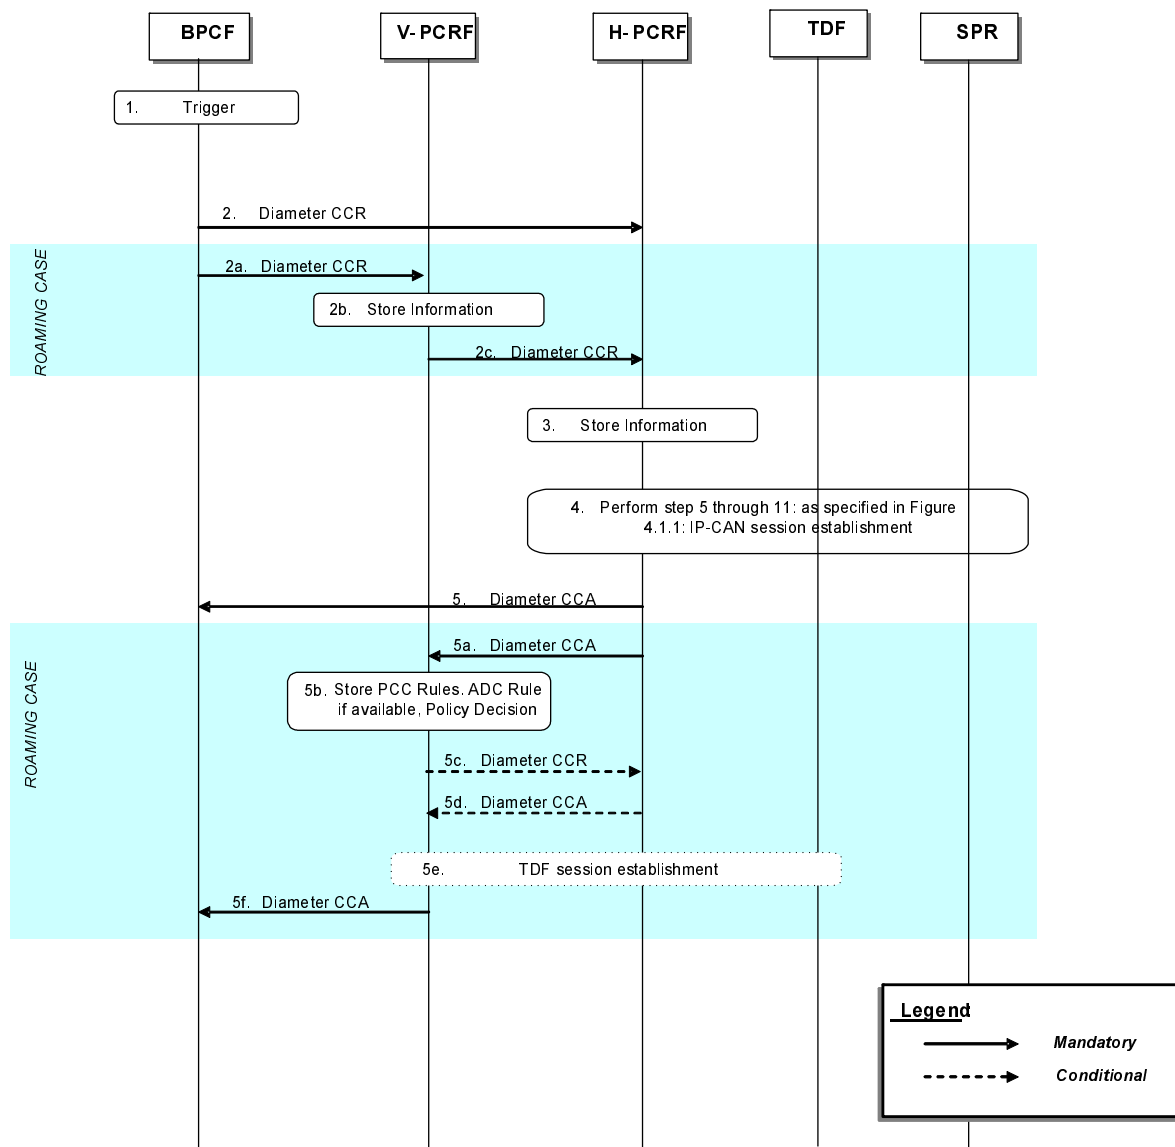 BPCF
V- PCRF
H- PCRF
TDF
SPR
1. Trigger
2. Diameter CCR
ROAMING CASE
2a. Diameter CCR
2b. Store Information
2c. Diameter CCR
3. Store Information
4. Perform step 5 through 11: as specified in Figure
4.1.1: IP-CAN session establishment
5. Diameter CCA
ROAMING CASE
5a. Diameter CCA
5b. Store PCC Rules. ADC Rule
if available, Policy Decision
5c. Diameter CCR
5d. Diameter CCA
5e. TDF session establishment
5f. Diameter CCA
Legend
Mandatory
Conditional